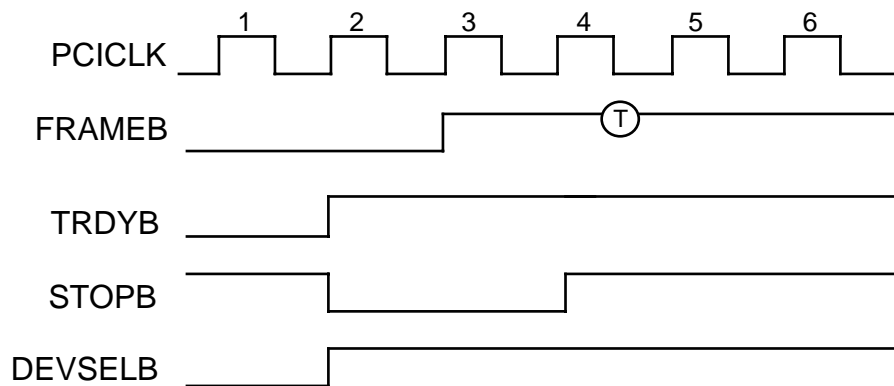 1 2 3 4 5 6
PCICLK
FRAMEB T
TRDYB
STOPB
DEVSELB